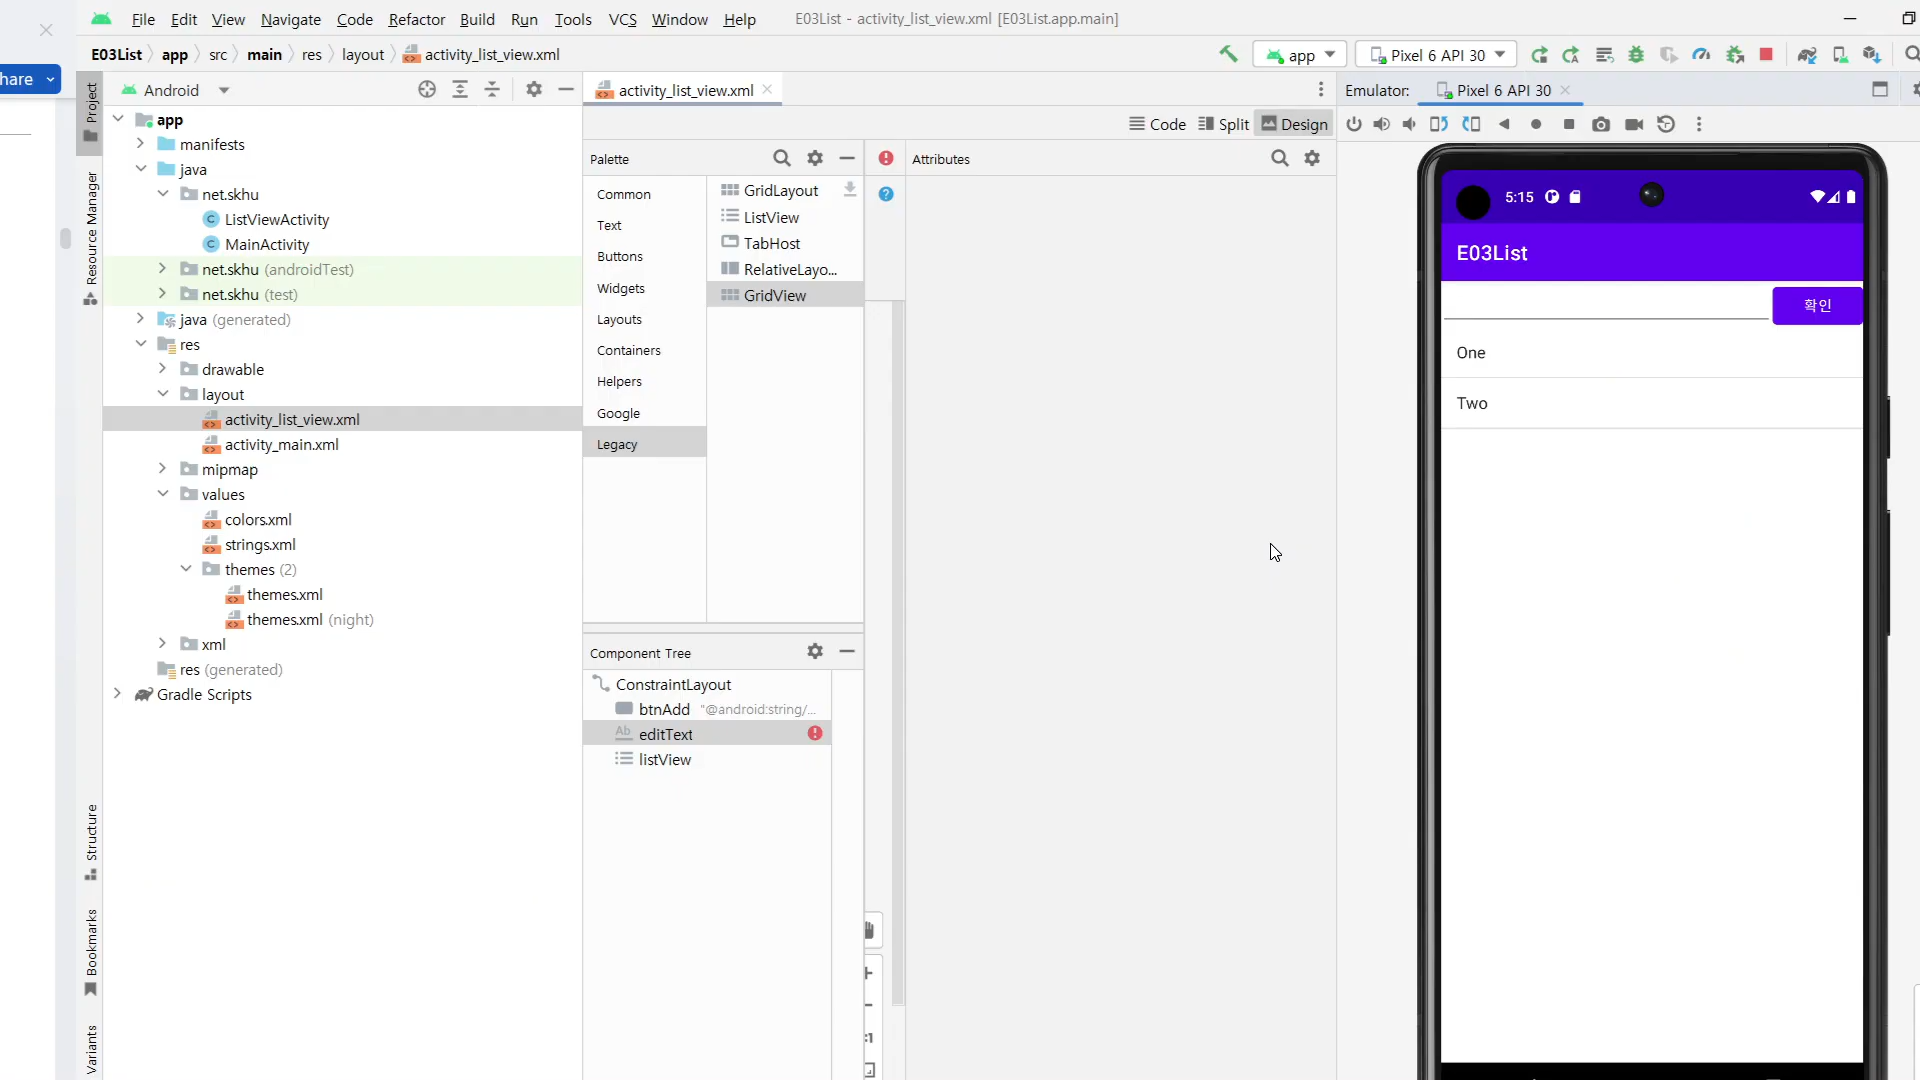 File Edit View Navigate Code Refactor Build Run Tools VCS Window Help E03List - activity_list_view.xml [E03List.app.main]
E03List app src main res layout activity_list_view.xml app Pixel 6 API 30
hare
Project
Resource Manager
Structure
Bookmarks
Variants
Android
app
manifests
java
net.skhu
ListViewActivity
MainActivity
net.skhu (androidTest)
net.skhu (test)
java (generated)
res
drawable
layout
activity_list_view.xml
activity_main.xml
mipmap
values
colors.xml
strings.xml
themes (2)
themes.xml
themes.xml (night)
xml
res (generated)
Gradle Scripts
activity_list_view.xml
Code Split Design
Palette
Common
Text
Buttons
Widgets
Layouts
Containers
Helpers
Google
Legacy
GridLayout
ListView
TabHost
RelativeLayo...
GridView
Component Tree
ConstraintLayout
btnAdd "@android:string/...
Ab editText
listView
Attributes
Emulator: Pixel 6 API 30
5:15
E03List
확인
One
Two